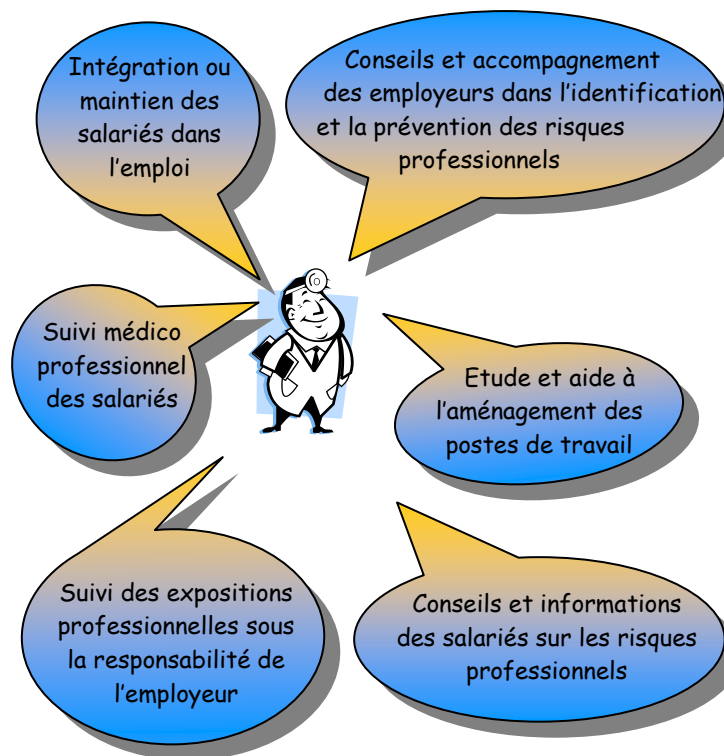 Intégration ou
maintien des
salariés dans
l'emploi
Conseils et accompagnement
des employeurs dans l'identification
et la prévention des risques
professionnels
Suivi médico
professionnel
des salariés
Etude et aide à
l'aménagement des
postes de travail
Suivi des expositions
professionnelles sous
la responsabilité de
l'employeur
Conseils et informations
des salariés sur les risques
professionnels